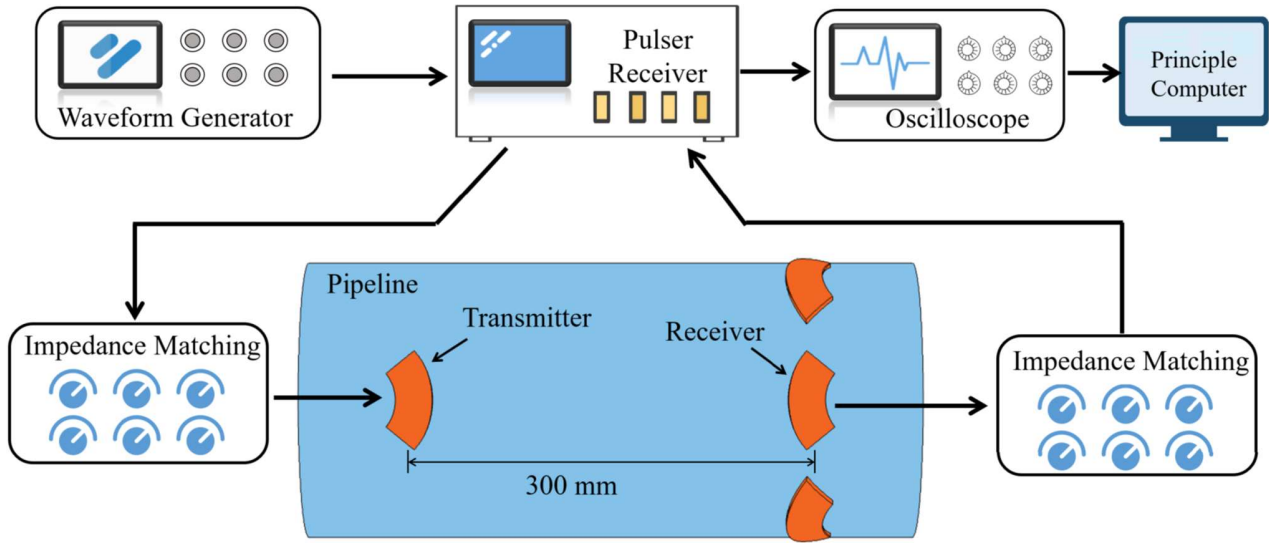 Waveform Generator
Pulser
Receiver
Oscilloscope
Principle
Computer
Pipeline
Transmitter
Receiver
Impedance Matching
Impedance Matching
300 mm